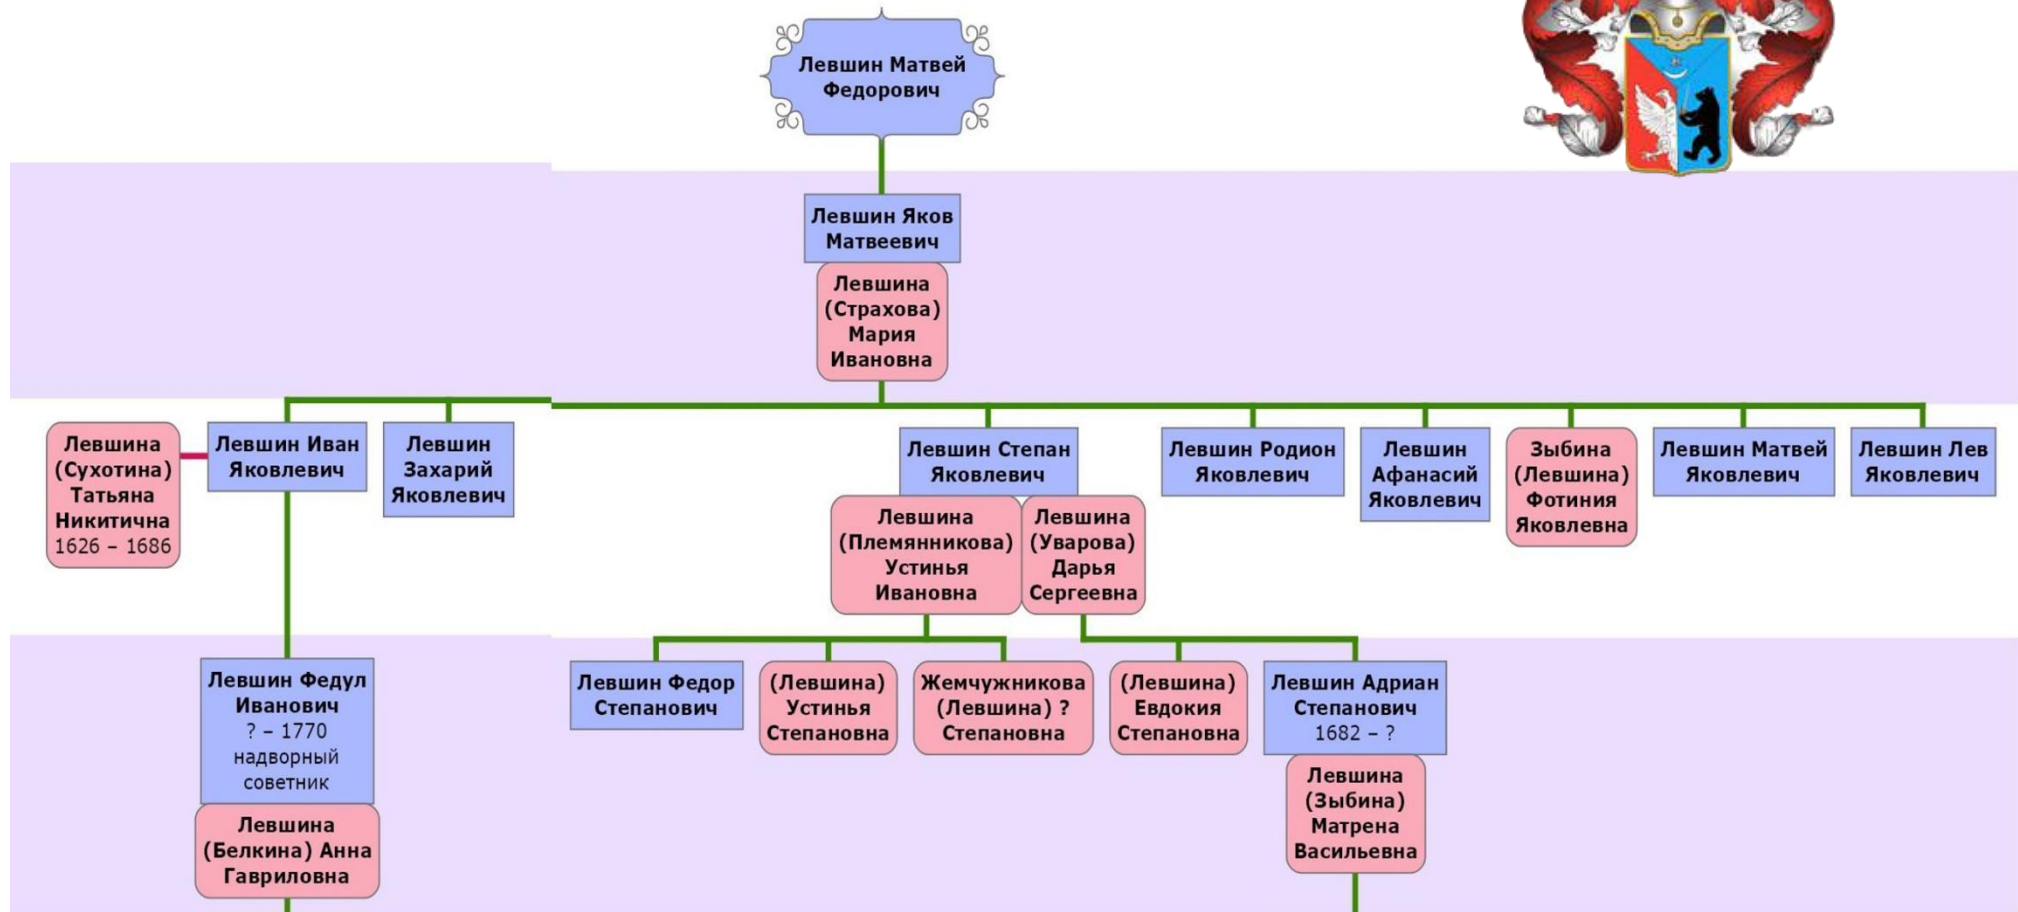 Левшин Матвей
Федорович
Левшин Яков
Матвеевич
Левшина
(Страхова)
Мария
Ивановна
Левшина
(Сухотина)
Татьяна
Никитична
1626 – 1686
Левшин Иван
Яковлевич
Левшин
Захарий
Яковлевич
Левшин Степан
Яковлевич
Левшина
(Племянникова)
Устинья
Ивановна
Левшина
(Уварова)
Дарья
Сергеевна
Левшин Родион
Яковлевич
Левшин
Афанасий
Яковлевич
Зыбина
(Левшина)
Фотиния
Яковлевна
Левшин Матвей
Яковлевич
Левшин Лев
Яковлевич
Левшин Федул
Иванович
? – 1770
надворный
советник
Левшина
(Белкина) Анна
Гавриловна
Левшин Федор
Степанович
(Левшина)
Устинья
Степановна
Жемчужникова
(Левшина) ?
Степановна
(Левшина)
Евдокия
Степановна
Левшин Адриан
Степанович
1682 – ?
Левшина
(Зыбина)
Матрена
Васильевна